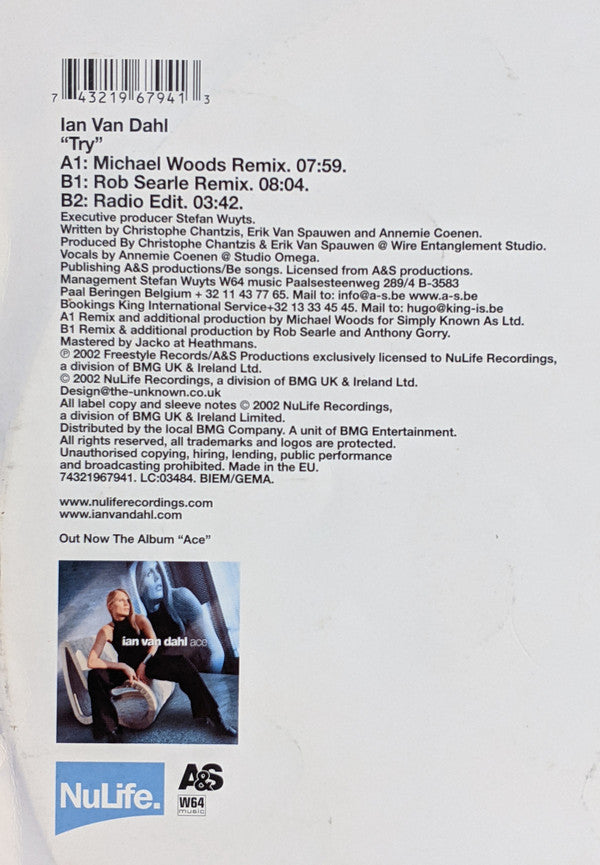 7 43219 67941 3
Ian Van Dahl
“Try”
A1: Michael Woods Remix. 07:59.
B1: Rob Searle Remix. 08:04.
B2: Radio Edit. 03:42.
Executive producer Stefan Wuyts.
Written by Christophe Chantzis, Erik Van Spauwen and Annemie Coenen.
Produced By Christophe Chantzis & Erik Van Spauwen @ Wire Entanglement Studio.
Vocals by Annemie Coenen @ Studio Omega.
Publishing A&S productions/Be songs. Licensed from A&S productions.
Management Stefan Wuyts W64 music Paalsesteenweg 289/4 B-3583
Paal Beringen Belgium + 32 11 43 77 65. Mail to: info@a-s.be www.a-s.be
Bookings King International Service+32 13 33 45 45. Mail to: hugo@king-is.be
A1 Remix and additional production by Michael Woods for Simply Known As Ltd.
B1 Remix & additional production by Rob Searle and Anthony Gorry.
Mastered by Jacko at Heathmans.
℗ 2002 Freestyle Records/A&S Productions exclusively licensed to NuLife Recordings,
a division of BMG UK & Ireland Ltd.
© 2002 NuLife Recordings, a division of BMG UK & Ireland Ltd.
Design@the-unknown.co.uk
All label copy and sleeve notes © 2002 NuLife Recordings,
a division of BMG UK & Ireland Limited.
Distributed by the local BMG Company. A unit of BMG Entertainment.
All rights reserved, all trademarks and logos are protected.
Unauthorised copying, hiring, lending, public performance
and broadcasting prohibited. Made in the EU.
74321967941. LC:03484. BIEM/GEMA.
www.nuliferecordings.com
www.ianvandahl.com
Out Now The Album “Ace”
ian van dahl ace
NuLife.
A&S
W64
music